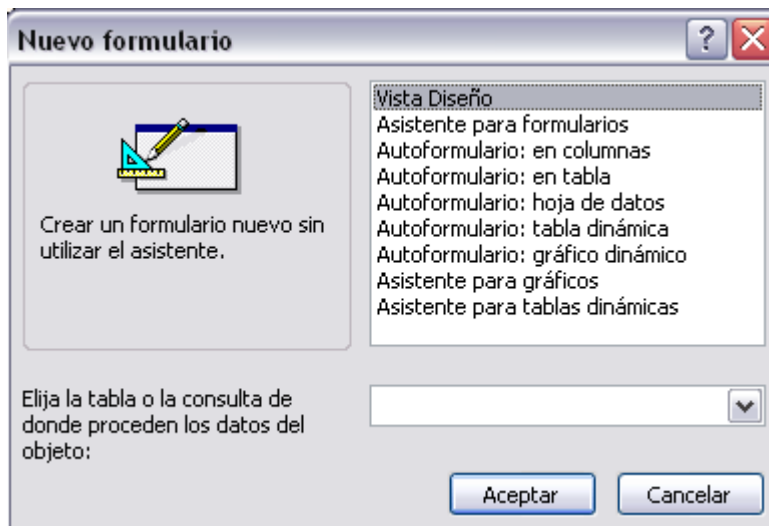 Nuevo formulario
Vista Diseño
Asistente para formularios
Autoformulario: en columnas
Autoformulario: en tabla
Autoformulario: hoja de datos
Autoformulario: tabla dinámica
Autoformulario: gráfico dinámico
Asistente para gráficos
Asistente para tablas dinámicas
Crear un formulario nuevo sin
utilizar el asistente.
Elija la tabla o la consulta de
donde proceden los datos del
objeto:
Aceptar
Cancelar